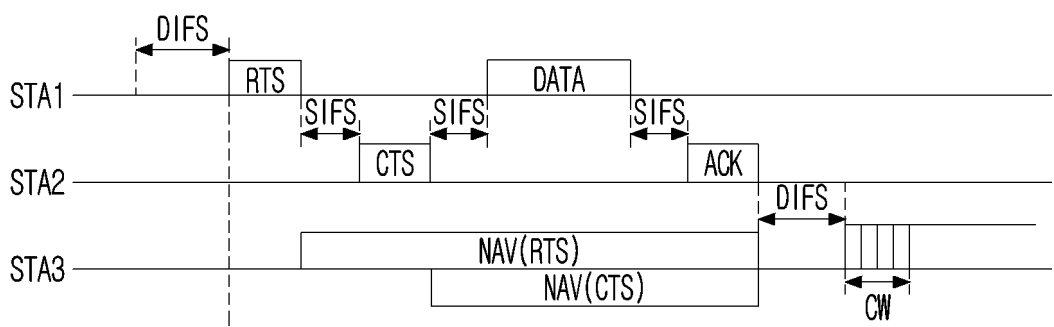 DIFS
STA1 RTS DATA
SIFS SIFS SIFS
STA2 CTS ACK
DIFS
STA3 NAV(RTS)
NAV(CTS)
CW